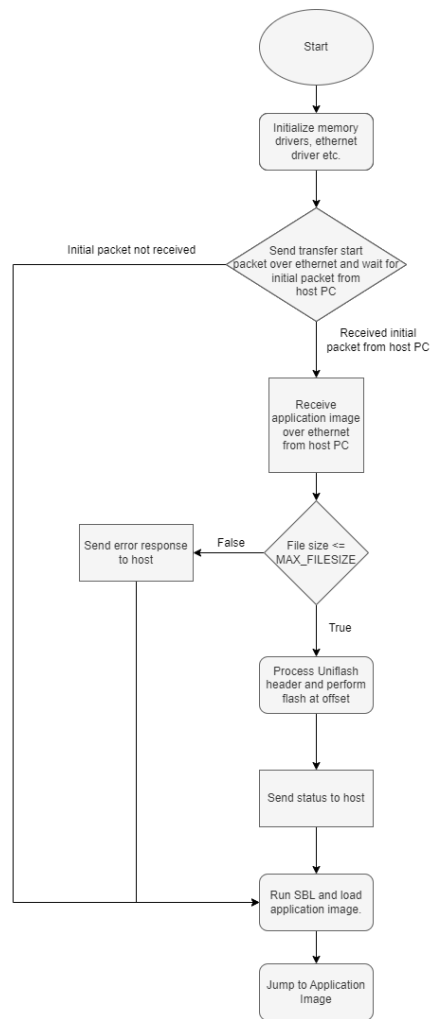 Start
Initialize memory
drivers, ethernet
driver etc.
Initial packet not received
Send transfer start
packet over ethernet and wait for
initial packet from
host PC
Received initial
packet from host PC
Receive
application image
over ethernet
from host PC
Send error response
to host
False
File size <=
MAX_FILESIZE
True
Process Uniflash
header and perform
flash at offset
Send status to host
Run SBL and load
application image.
Jump to Application
Image